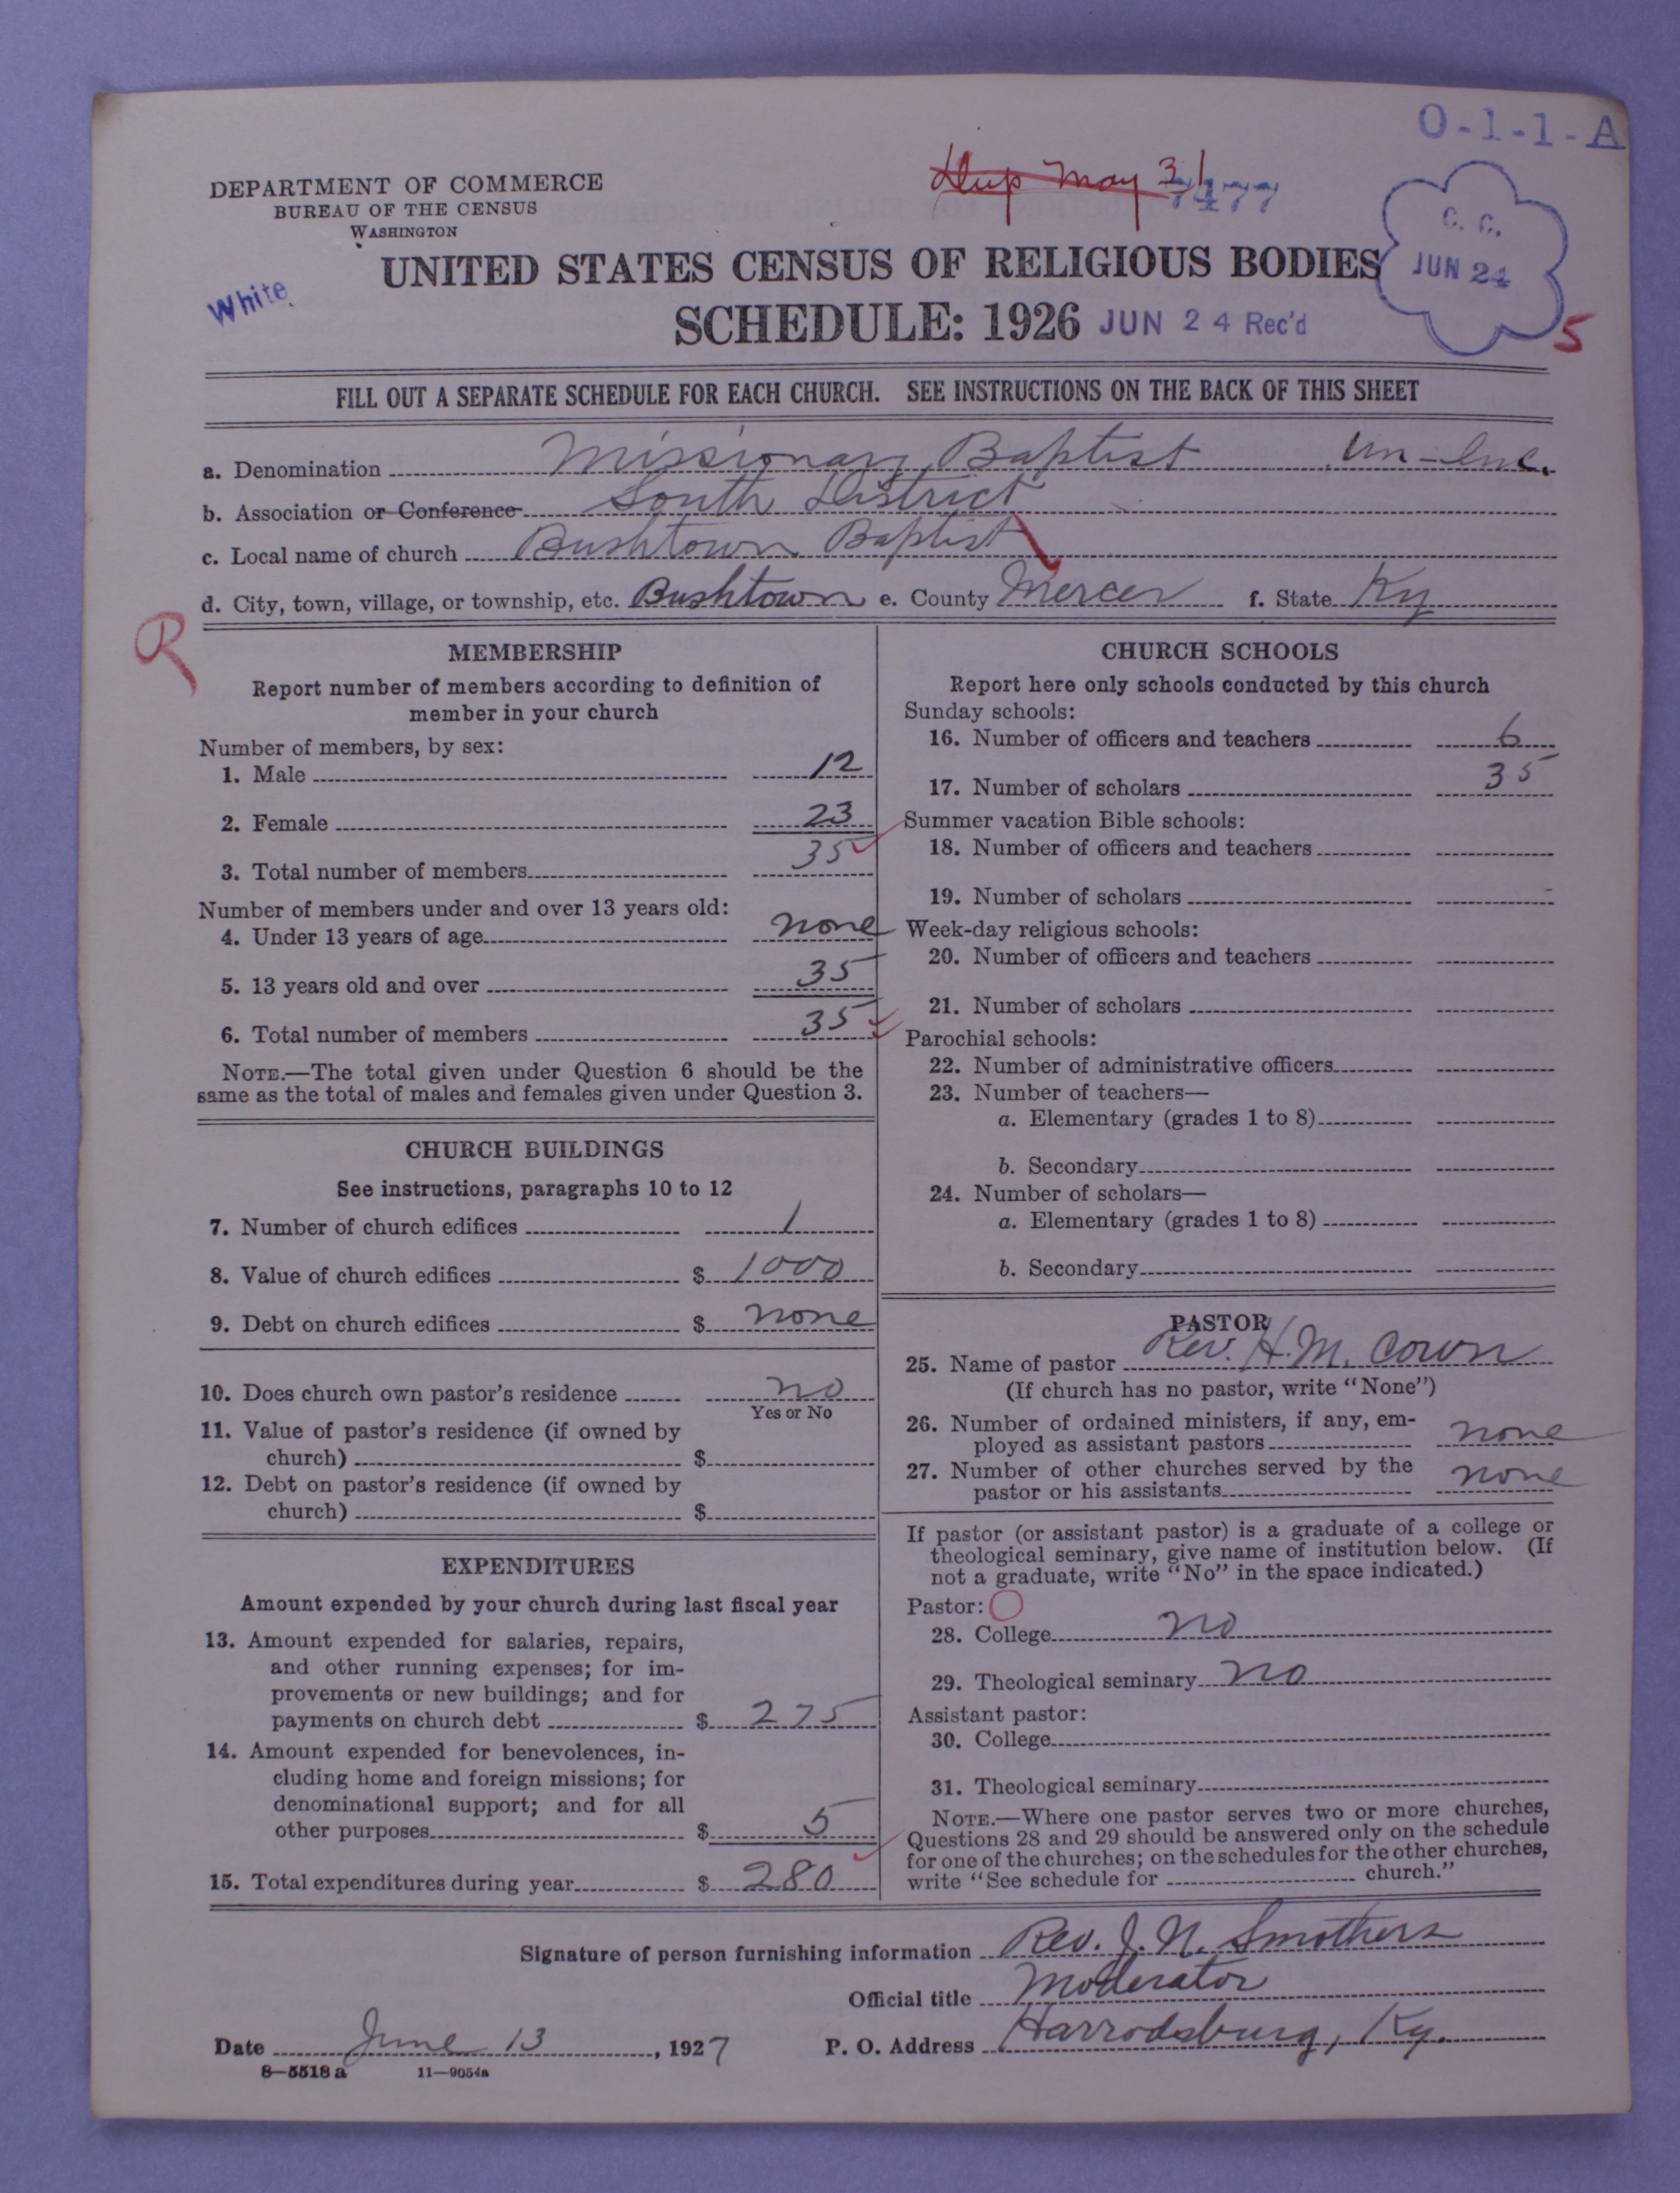 O-1-1-A
DEPARTMENT OF COMMERCE
BUREAU OF THE CENSUS
WASHINGTON
Dup May 31
7477
C. C.
JUN 24
White
UNITED STATES CENSUS OF RELIGIOUS BODIES
SCHEDULE: 1926 JUN 24 Rec'd
5
FILL OUT A SEPARATE SCHEDULE FOR EACH CHURCH. SEE INSTRUCTIONS ON THE BACK OF THIS SHEET
a. Denomination Missionary Baptist Un-Inc.
b. Association or Conference South District
c. Local name of church Bushtown Baptist
d. City, town, village, or township, etc. Bushtown e. County Mercer f. State Ky
R
MEMBERSHIP
Report number of members according to definition of
member in your church
Number of members, by sex:
1. Male 12
2. Female 23
3. Total number of members 35
Number of members under and over 13 years old:
4. Under 13 years of age none
5. 13 years old and over 35
6. Total number of members 35
NOTE.—The total given under Question 6 should be the
same as the total of males and females given under Question 3.
CHURCH BUILDINGS
See instructions, paragraphs 10 to 12
7. Number of church edifices 1
8. Value of church edifices $ 1000
9. Debt on church edifices $ none
10. Does church own pastor's residence no
Yes or No
11. Value of pastor's residence (if owned by
church) $
12. Debt on pastor's residence (if owned by
church) $
EXPENDITURES
Amount expended by your church during last fiscal year
13. Amount expended for salaries, repairs,
and other running expenses; for im-
provements or new buildings; and for
payments on church debt $ 275
14. Amount expended for benevolences, in-
cluding home and foreign missions; for
denominational support; and for all
other purposes $ 5
15. Total expenditures during year $ 280
CHURCH SCHOOLS
Report here only schools conducted by this church
Sunday schools:
16. Number of officers and teachers 6
17. Number of scholars 35
Summer vacation Bible schools:
18. Number of officers and teachers
19. Number of scholars
Week-day religious schools:
20. Number of officers and teachers
21. Number of scholars
Parochial schools:
22. Number of administrative officers
23. Number of teachers—
a. Elementary (grades 1 to 8)
b. Secondary
24. Number of scholars—
a. Elementary (grades 1 to 8)
b. Secondary
PASTOR
25. Name of pastor Rev. H. M. Cown
(If church has no pastor, write "None")
26. Number of ordained ministers, if any, em-
ployed as assistant pastors none
27. Number of other churches served by the
pastor or his assistants none
If pastor (or assistant pastor) is a graduate of a college or
theological seminary, give name of institution below. (If
not a graduate, write "No" in the space indicated.)
Pastor:
28. College no
29. Theological seminary no
Assistant pastor:
30. College
31. Theological seminary
NOTE.—Where one pastor serves two or more churches,
Questions 28 and 29 should be answered only on the schedule
for one of the churches; on the schedules for the other churches,
write "See schedule for church."
Signature of person furnishing information Rev. J. N. Smothers
Official title Moderator
Date June 13, 1927 P. O. Address Harrodsburg, Ky.
8—5518 a 11—9054a